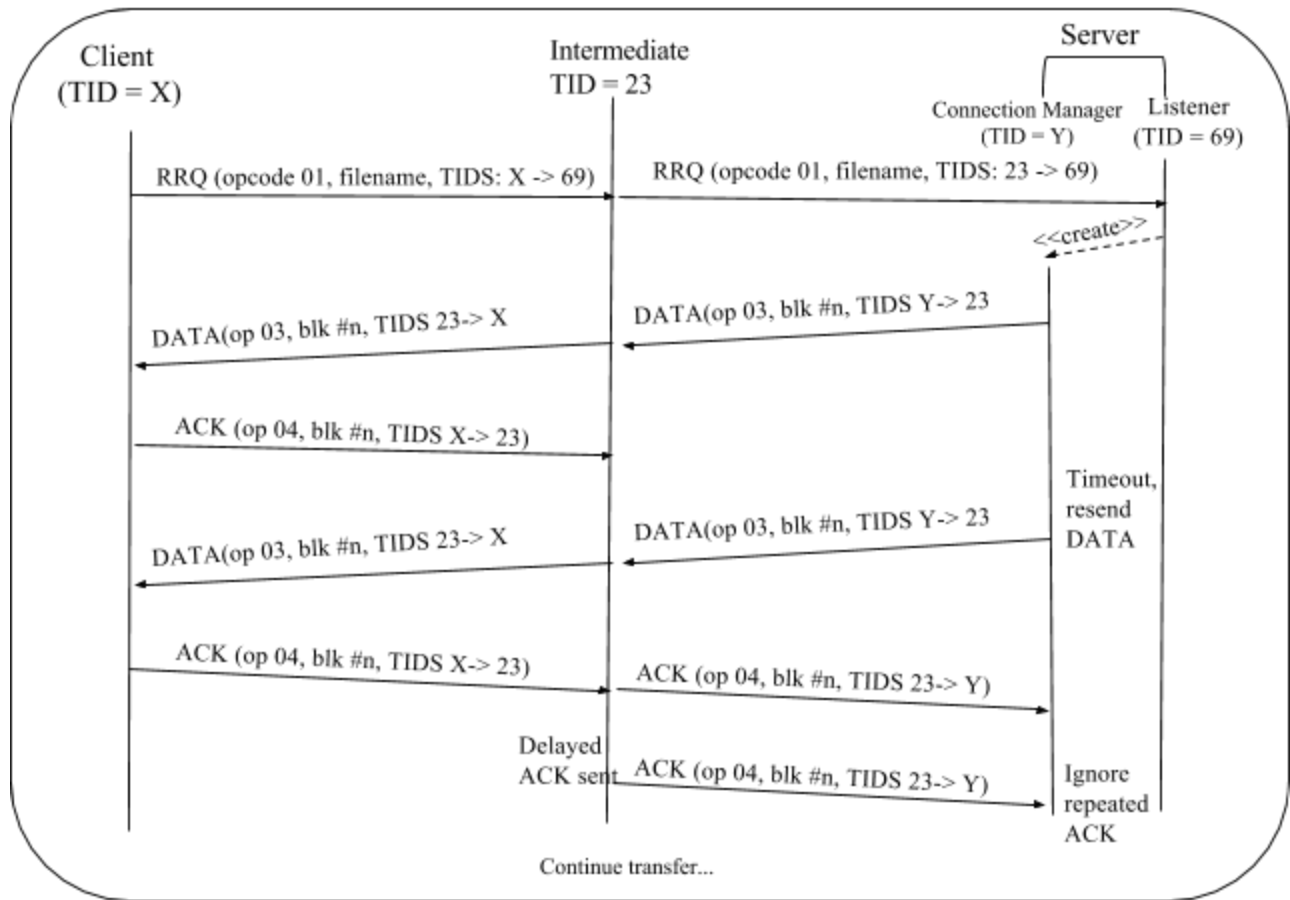 Client
(TID = X)
Intermediate
TID = 23
Server
Connection Manager
(TID = Y)
Listener
(TID = 69)
RRQ (opcode 01, filename, TIDS: X -> 69)
RRQ (opcode 01, filename, TIDS: 23 -> 69)
<<create>>
DATA(op 03, blk #n, TIDS Y-> 23
DATA(op 03, blk #n, TIDS 23-> X
ACK (op 04, blk #n, TIDS X-> 23)
Timeout,
resend
DATA
DATA(op 03, blk #n, TIDS Y-> 23
DATA(op 03, blk #n, TIDS 23-> X
ACK (op 04, blk #n, TIDS X-> 23)
ACK (op 04, blk #n, TIDS 23-> Y)
Delayed
ACK sent
ACK (op 04, blk #n, TIDS 23-> Y)
Ignore
repeated
ACK
Continue transfer...